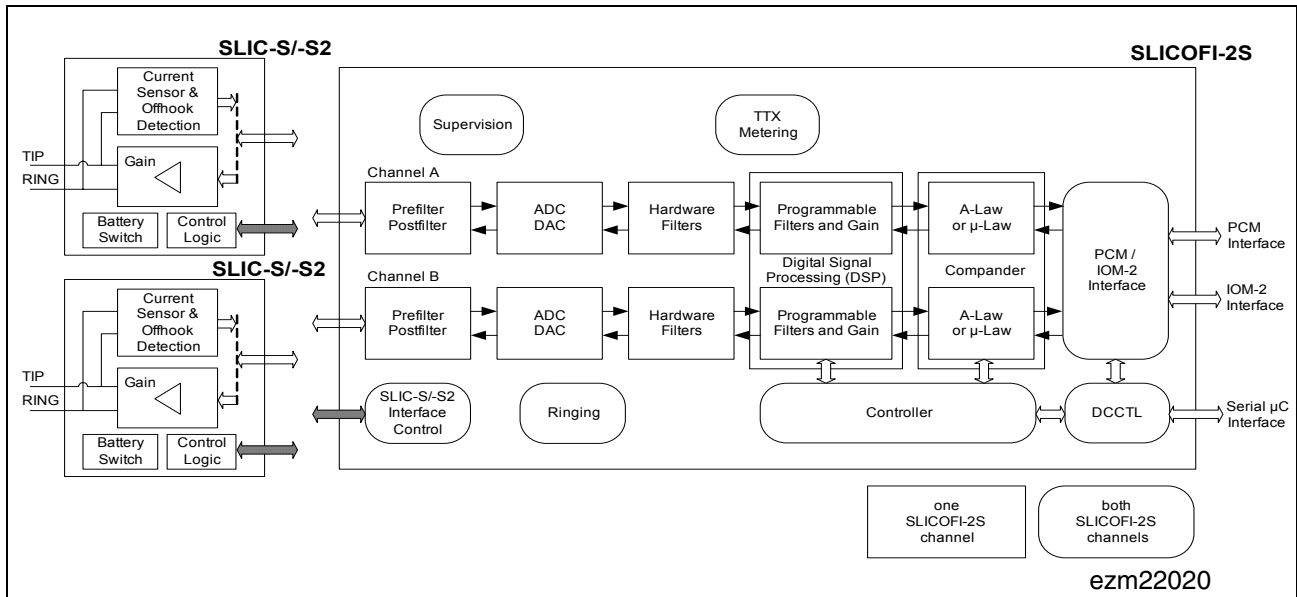 SLIC-S/-S2
SLICOFI-2S
Current
Sensor &
Offhook
Detection
TIP
RING
Gain
Battery
Switch
Control
Logic
SLIC-S/-S2
Current
Sensor &
Offhook
Detection
TIP
RING
Gain
Battery
Switch
Control
Logic
Supervision
TTX
Metering
Channel A
Prefilter
Postfilter
ADC
DAC
Hardware
Filters
Programmable
Filters and Gain
A-Law
or µ-Law
PCM /
IOM-2
Interface
PCM
Interface
IOM-2
Interface
Digital Signal
Processing (DSP)
Compander
Channel B
Prefilter
Postfilter
ADC
DAC
Hardware
Filters
Programmable
Filters and Gain
A-Law
or µ-Law
SLIC-S/-S2
Interface
Control
Ringing
Controller
DCCTL
Serial µC
Interface
one
SLICOFI-2S
channel
both
SLICOFI-2S
channels
ezm22020